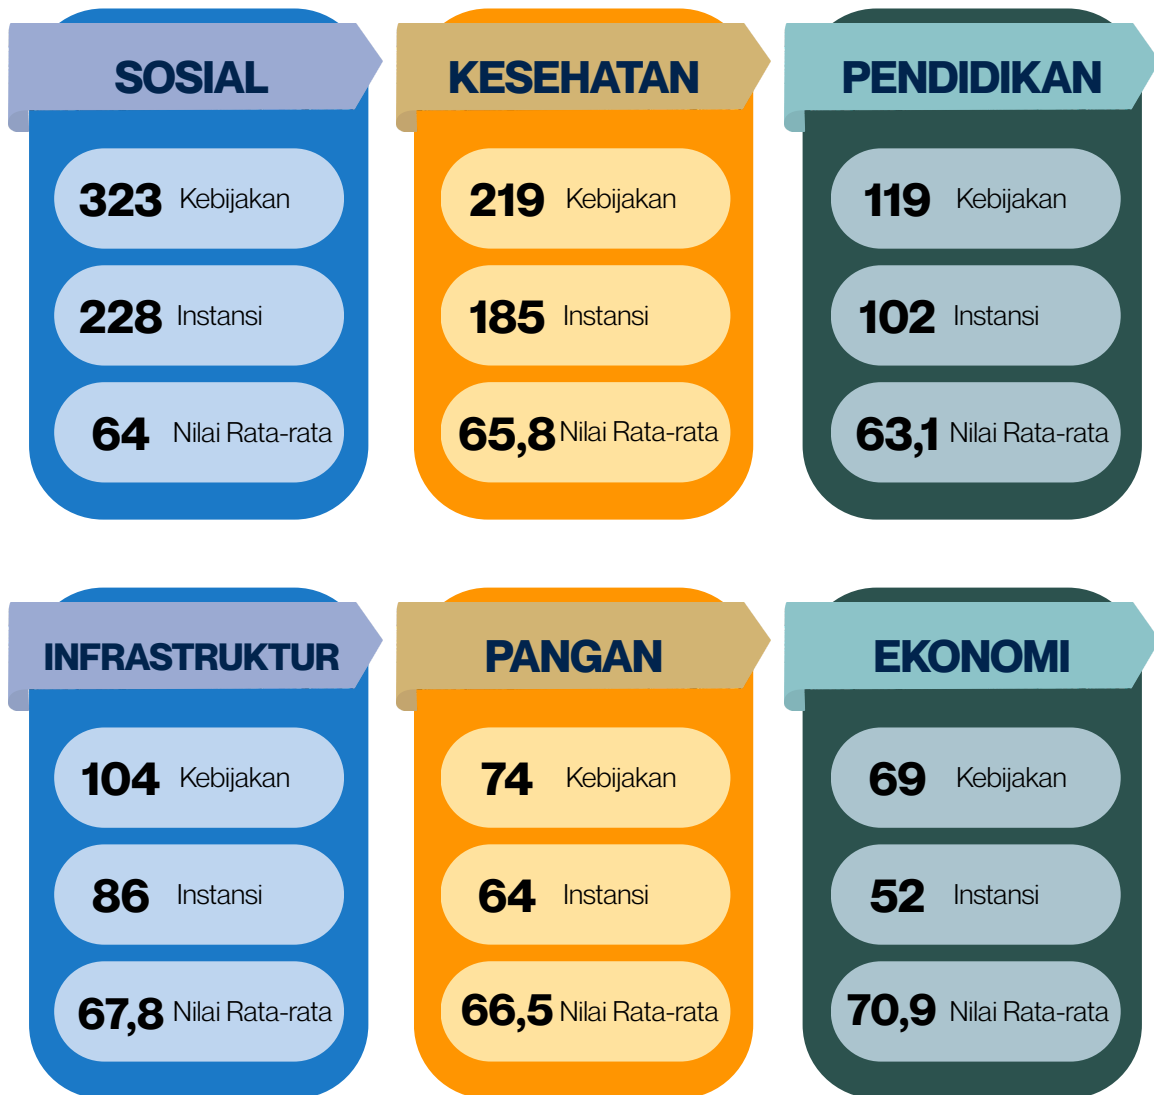 SOSIAL
323 Kebijakan
228 Instansi
64 Nilai Rata-rata
KESEHATAN
219 Kebijakan
185 Instansi
65,8 Nilai Rata-rata
PENDIDIKAN
119 Kebijakan
102 Instansi
63,1 Nilai Rata-rata
INFRASTRUKTUR
104 Kebijakan
86 Instansi
67,8 Nilai Rata-rata
PANGAN
74 Kebijakan
64 Instansi
66,5 Nilai Rata-rata
EKONOMI
69 Kebijakan
52 Instansi
70,9 Nilai Rata-rata